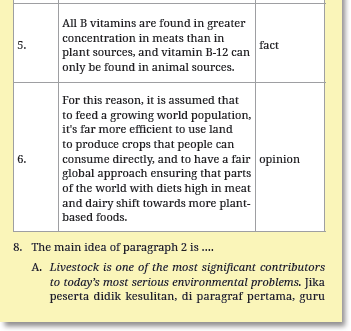 All B vitamins are found in greater
concentration in meats than in
5.
plant sources, and vitamin B-12 can
fact
only be found in animal sources.
For this reason, it is assumed that
to feed a growing world population,
it's far more efficient to use land
to produce crops that people can
6.
consume directly, and to have a fair
opinion
global approach ensuring that parts
of the world with diets high in meat
and dairy shift towards more plant-
based foods.
8. The main idea of paragraph 2 is ....
A. Livestock is one of the most significant contributors
to today's most serious environmental problems. Jika
peserta didik kesulitan, di paragraf pertama, guru